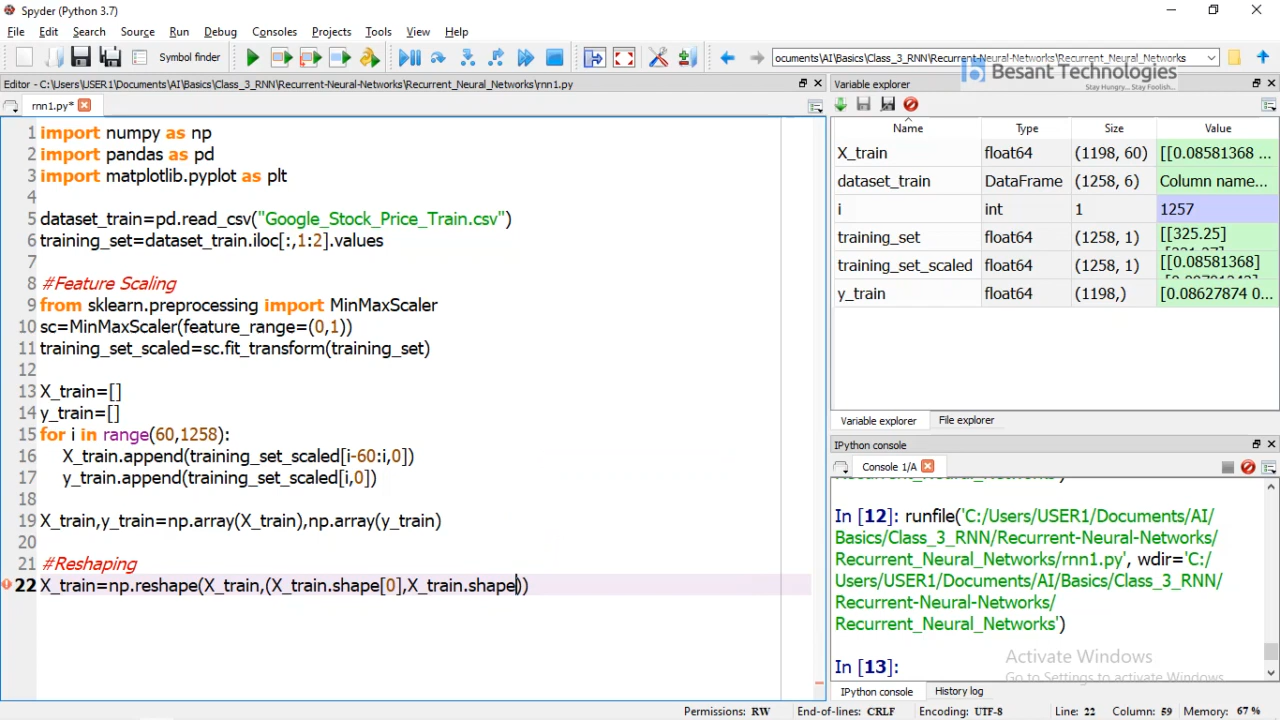 Spyder (Python 3.7)
File Edit Search Source Run Debug Consoles Projects Tools View Help
Symbol finder
ocuments\AI\Basics\Class_3_RNN\Recurrent-Neural-Networks\Recurrent_Neural_Networks
Besant Technologies
Stay Hungry... Stay Foolish...
Editor - C:\Users\USER1\Documents\AI\Basics\Class_3_RNN\Recurrent-Neural-Networks\Recurrent_Neural_Networks\rnn1.py
rnn1.py*
1 import numpy as np
2 import pandas as pd
3 import matplotlib.pyplot as plt
4
5 dataset_train=pd.read_csv("Google_Stock_Price_Train.csv")
6 training_set=dataset_train.iloc[:,1:2].values
7
8 #Feature Scaling
9 from sklearn.preprocessing import MinMaxScaler
10 sc=MinMaxScaler(feature_range=(0,1))
11 training_set_scaled=sc.fit_transform(training_set)
12
13 X_train=[]
14 y_train=[]
15 for i in range(60,1258):
16 X_train.append(training_set_scaled[i-60:i,0])
17 y_train.append(training_set_scaled[i,0])
18
19 X_train,y_train=np.array(X_train),np.array(y_train)
20
21 #Reshaping
22 X_train=np.reshape(X_train,(X_train.shape[0],X_train.shape))
Variable explorer
Name Type Size Value
X_train float64 (1198, 60) [[0.08581368 ...
dataset_train DataFrame (1258, 6) Column name...
i int 1 1257
training_set float64 (1258, 1) [[325.25]
training_set_scaled float64 (1258, 1) [[0.08581368]
y_train float64 (1198,) [0.08627874 0...
Variable explorer File explorer
IPython console
Console 1/A
In [12]: runfile('C:/Users/USER1/Documents/AI/
Basics/Class_3_RNN/Recurrent-Neural-Networks/
Recurrent_Neural_Networks/rnn1.py', wdir='C:/
Users/USER1/Documents/AI/Basics/Class_3_RNN/
Recurrent-Neural-Networks/
Recurrent_Neural_Networks')
In [13]:
Activate Windows
Go to Settings to activate Windows.
IPython console History log
Permissions: RW End-of-lines: CRLF Encoding: UTF-8 Line: 22 Column: 59 Memory: 67 %